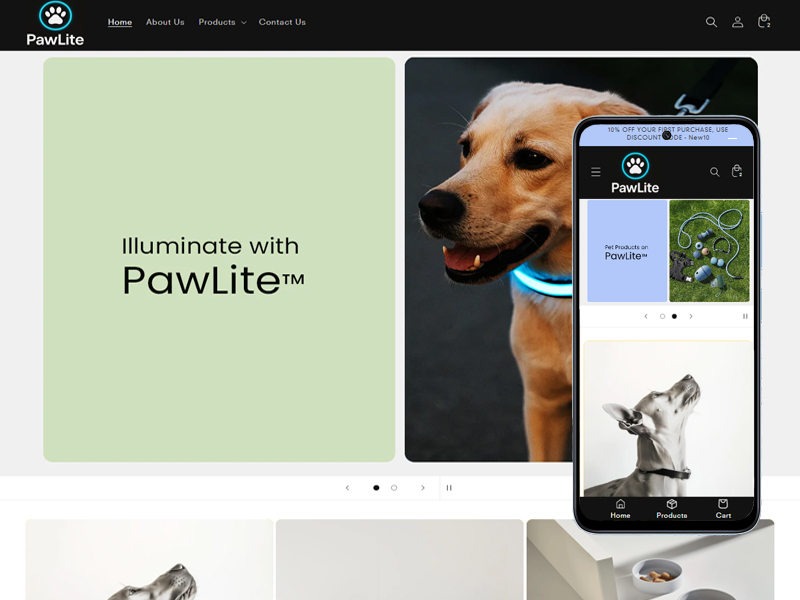 Home About Us Products Contact Us
2
PawLite
Illuminate with
PawLite™
10% OFF YOUR FIRST PURCHASE, USE
DISCOUNT - New10
PawLite
2
Pet Products on
PawLite™
Home Products Cart